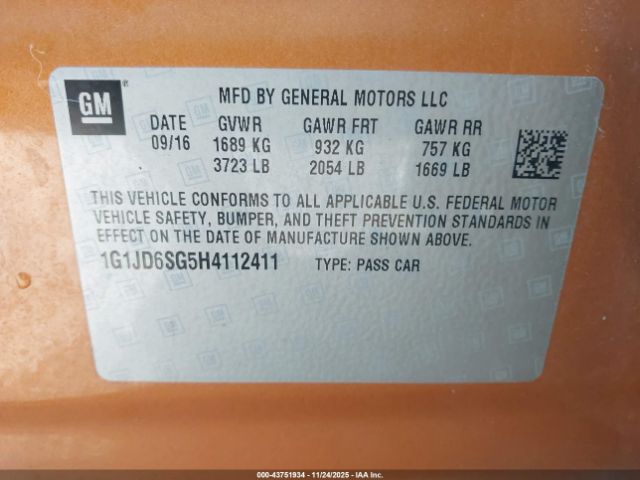 GM
MFD BY GENERAL MOTORS LLC
DATE GVWR GAWR FRT GAWR RR
09/16 1689 KG 932 KG 757 KG
3723 LB 2054 LB 1669 LB
THIS VEHICLE CONFORMS TO ALL APPLICABLE U.S. FEDERAL MOTOR
VEHICLE SAFETY, BUMPER, AND THEFT PREVENTION STANDARDS IN
EFFECT ON THE DATE OF MANUFACTURE SHOWN ABOVE.
1G1JD6SG5H4112411 TYPE: PASS CAR
000-43751934 - 11/24/2025 - IAAI Inc.